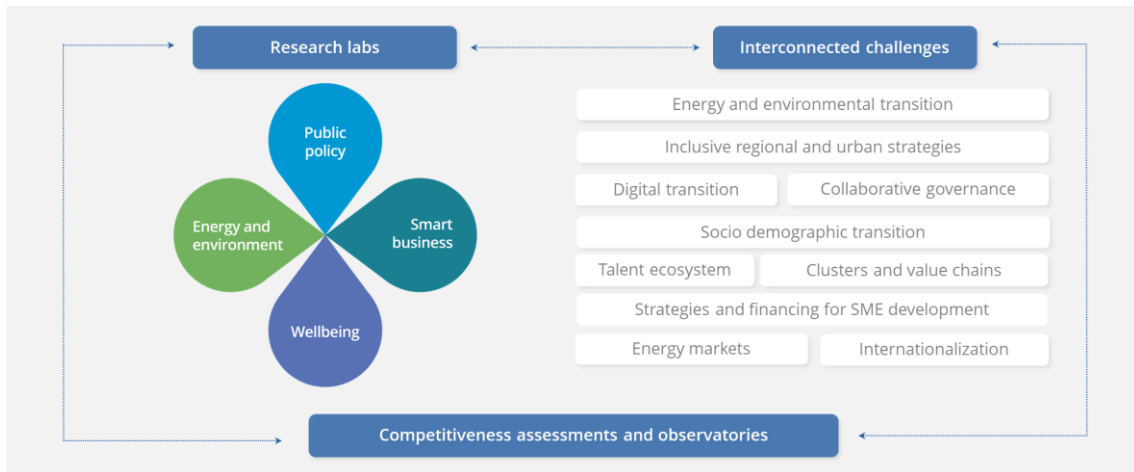 Research labs
Interconnected challenges
Public
policy
Energy and
environment
Smart
business
Wellbeing
Energy and environmental transition
Inclusive regional and urban strategies
Digital transition
Collaborative governance
Socio demographic transition
Talent ecosystem
Clusters and value chains
Strategies and financing for SME development
Energy markets
Internationalization
Competitiveness assessments and observatories